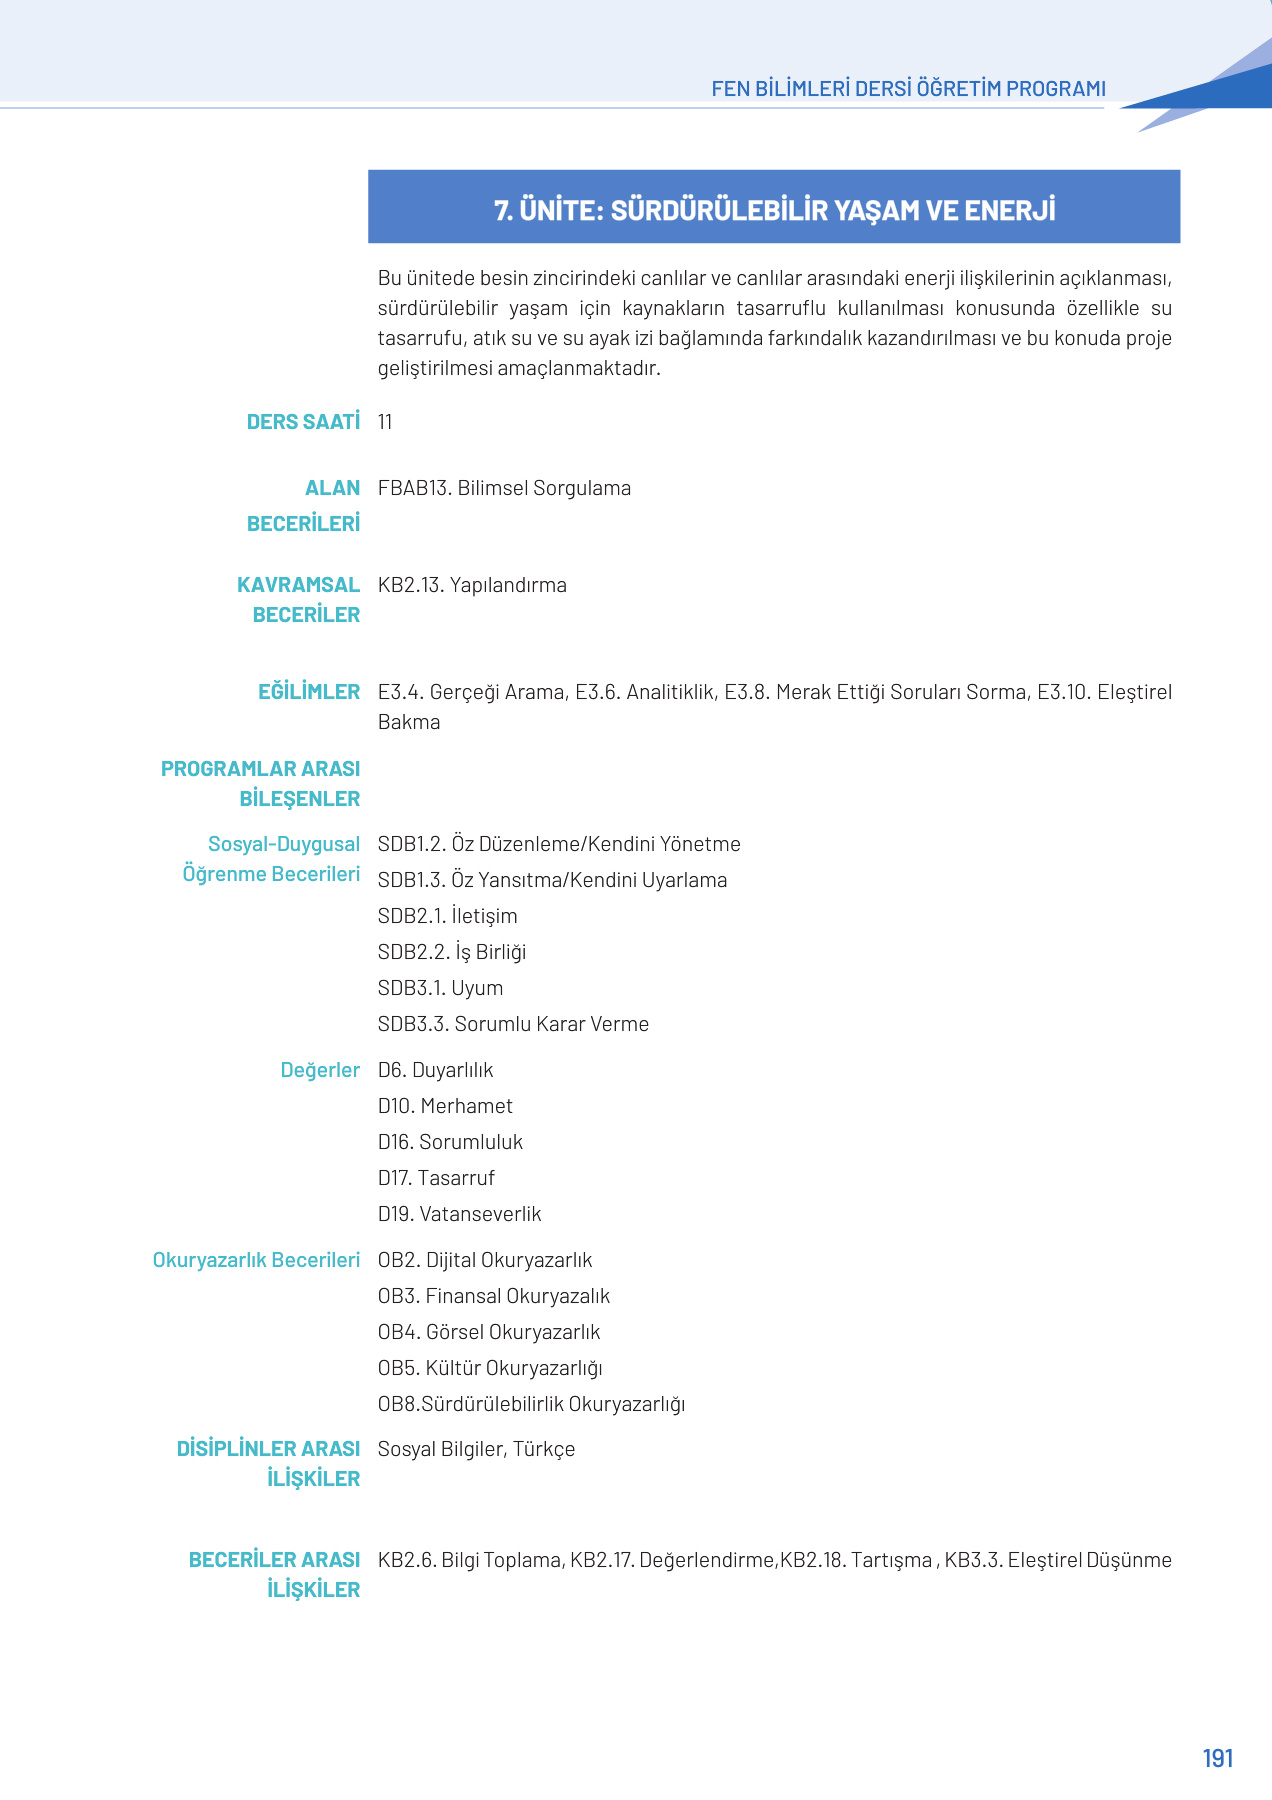 FEN BİLİMLERİ DERSİ ÖĞRETİM PROGRAMI
7. ÜNİTE: SÜRDÜRÜLEBİLİR YAŞAM VE ENERJİ
Bu ünitede besin zincirindeki canlılar ve canlılar arasındaki enerji ilişkilerinin açıklanması,
sürdürülebilir yaşam için kaynakların tasarruflu kullanılması konusunda özellikle su
tasarrufu, atık su ve su ayak izi bağlamında farkındalık kazandırılması ve bu konuda proje
geliştirilmesi amaçlanmaktadır.
DERS SAATİ 11
ALAN FBAB13. Bilimsel Sorgulama
BECERİLERİ
KAVRAMSAL KB2.13. Yapılandırma
BECERİLER
EĞİLİMLER E3.4. Gerçeği Arama, E3.6. Analitiklik, E3.8. Merak Ettiği Soruları Sorma, E3.10. Eleştirel
Bakma
PROGRAMLAR ARASI
BİLEŞENLER
Sosyal-Duygusal SDB1.2. Öz Düzenleme/Kendini Yönetme
Öğrenme Becerileri SDB1.3. Öz Yansıtma/Kendini Uyarlama
SDB2.1. İletişim
SDB2.2. İş Birliği
SDB3.1. Uyum
SDB3.3. Sorumlu Karar Verme
Değerler D6. Duyarlılık
D10. Merhamet
D16. Sorumluluk
D17. Tasarruf
D19. Vatanseverlik
Okuryazarlık Becerileri OB2. Dijital Okuryazarlık
OB3. Finansal Okuryazalık
OB4. Görsel Okuryazarlık
OB5. Kültür Okuryazarlığı
OB8.Sürdürülebilirlik Okuryazarlığı
DİSİPLİNLER ARASI Sosyal Bilgiler, Türkçe
İLİŞKİLER
BECERİLER ARASI KB2.6. Bilgi Toplama, KB2.17. Değerlendirme,KB2.18. Tartışma , KB3.3. Eleştirel Düşünme
İLİŞKİLER
191